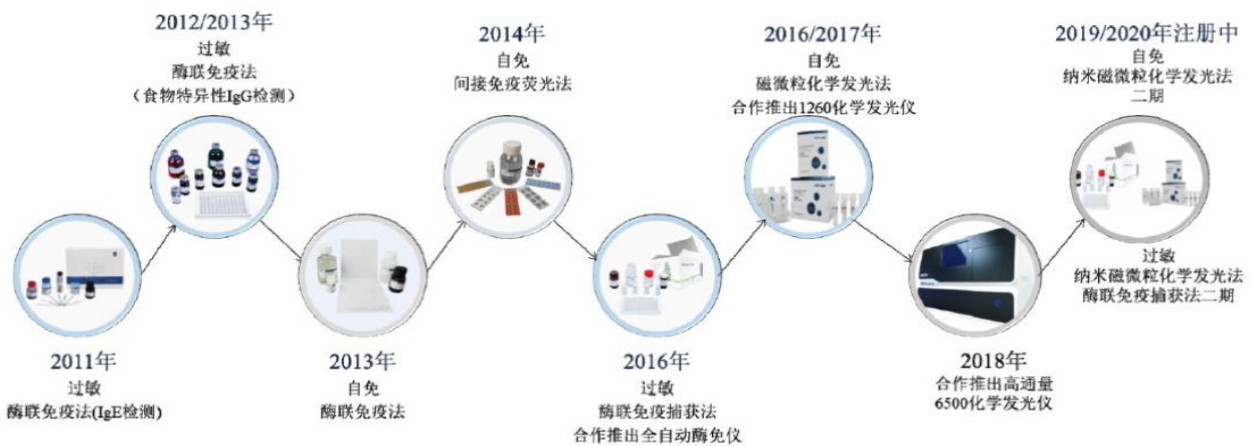 2011年
过敏
酶联免疫法(IgE检测)
2012/2013年
过敏
酶联免疫法
（食物特异性IgG检测）
2013年
自免
酶联免疫法
2014年
自免
间接免疫荧光法
2016年
过敏
酶联免疫捕获法
合作推出全自动酶免仪
2016/2017年
自免
磁微粒化学发光法
合作推出1260化学发光仪
2018年
合作推出高通量
6500化学发光仪
2019/2020年注册中
自免
纳米磁微粒化学发光法
二期
过敏
纳米磁微粒化学发光法
酶联免疫捕获法二期